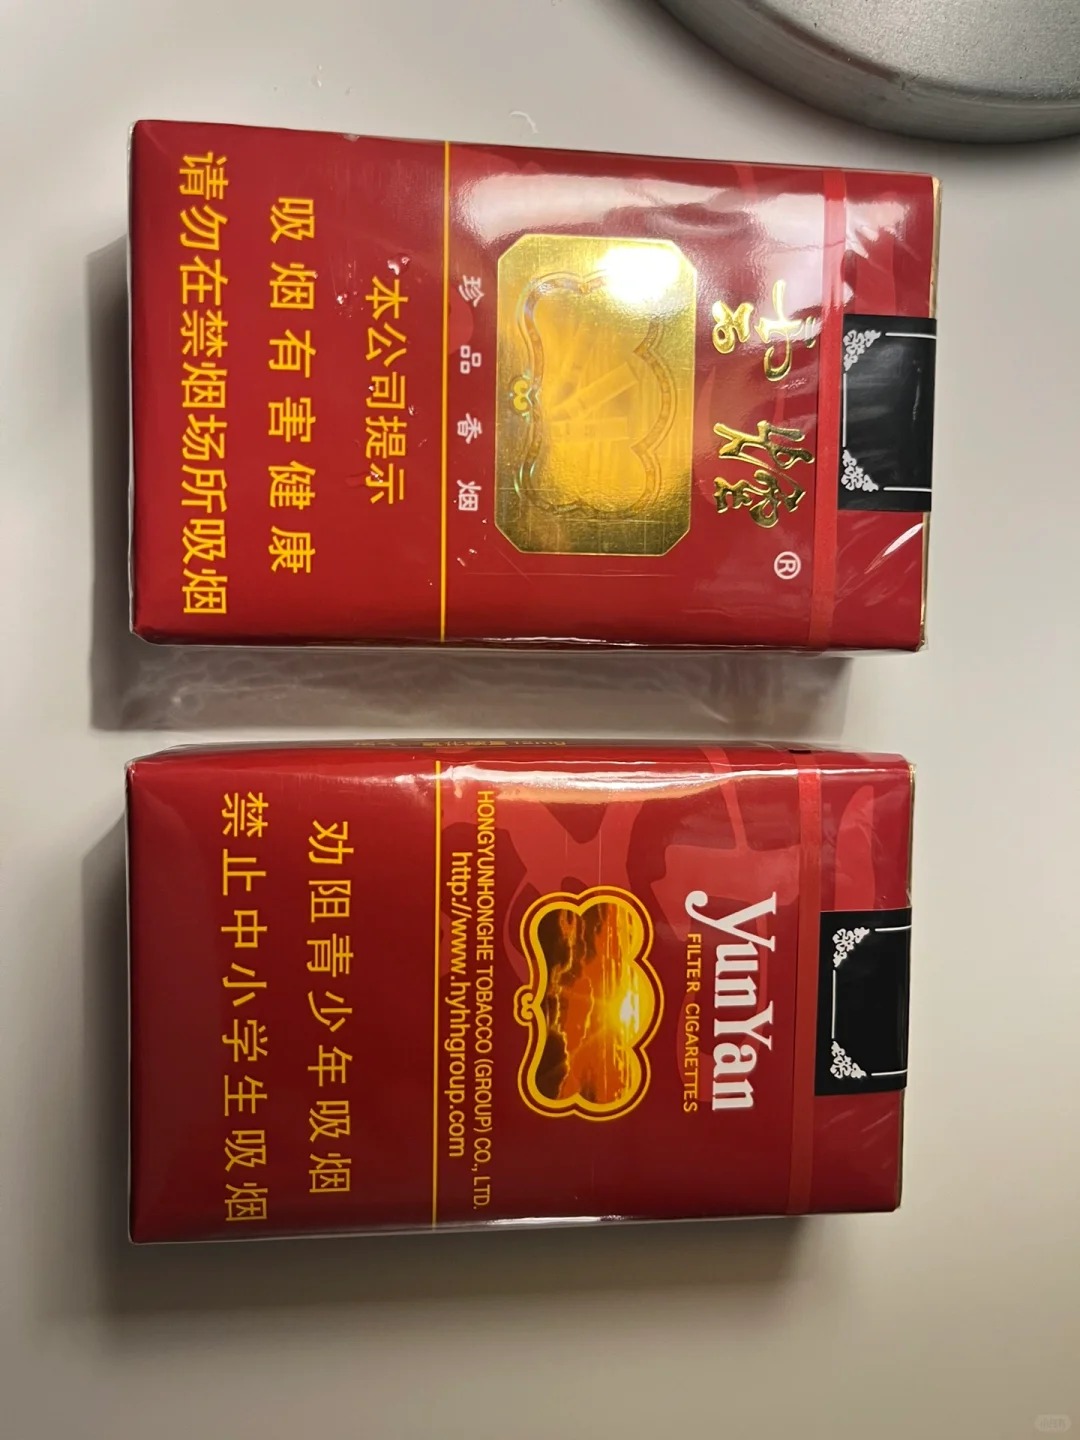 云烟®
珍品香烟
本公司提示
吸烟有害健康
请勿在禁烟场所吸烟
YunYan
FILTER CIGARETTES
HONGYUNHONGHE TOBACCO (GROUP) CO., LTD.
http://www.hyhhgroup.com
劝阻青少年吸烟
禁止中小学生吸烟